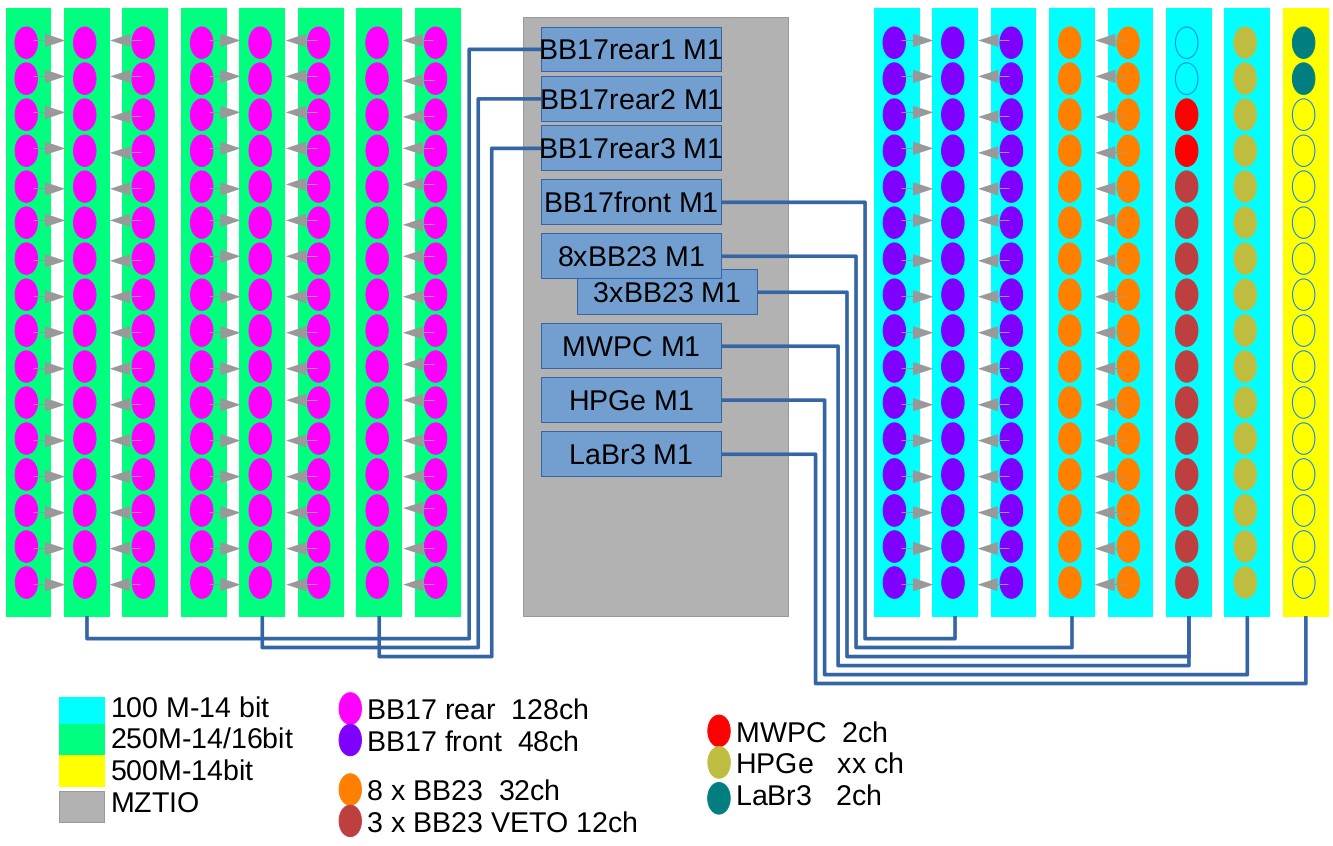 BB17rear1 M1
BB17rear2 M1
BB17rear3 M1
BB17front M1
8xBB23 M1
3xBB23 M1
MWPC M1
HPGe M1
LaBr3 M1
100 M-14 bit
250M-14/16bit
500M-14bit
MZTIO
BB17 rear 128ch
BB17 front 48ch
8 x BB23 32ch
3 x BB23 VETO 12ch
MWPC 2ch
HPGe xx ch
LaBr3 2ch